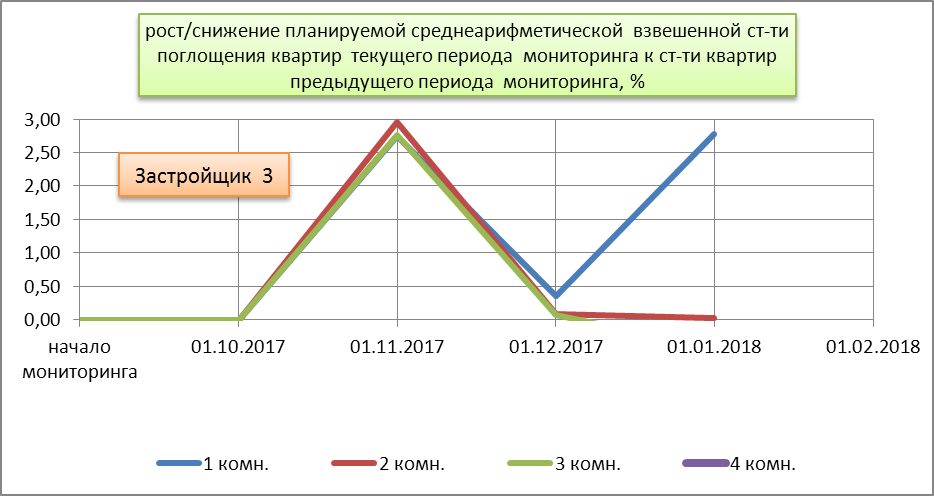 рост/снижение планируемой среднеарифметической взвешенной ст-ти
поглощения квартир текущего периода мониторинга к ст-ти квартир
предыдущего периода мониторинга, %
3,00
2,50
2,00
1,50
1,00
0,50
0,00
Застройщик 3
начало
мониторинга
01.10.2017
01.11.2017
01.12.2017
01.01.2018
01.02.2018
1 комн.
2 комн.
3 комн.
4 комн.